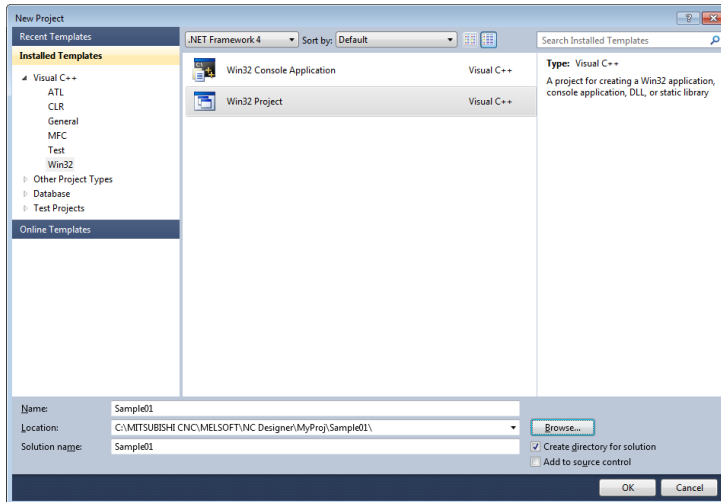 New Project
Recent Templates
Installed Templates
Visual C++
ATL
CLR
General
MFC
Test
Win32
Other Project Types
Database
Test Projects
Online Templates
.NET Framework 4
Sort by: Default
Win32 Console Application Visual C++
Win32 Project Visual C++
Search Installed Templates
Type: Visual C++
A project for creating a Win32 application,
console application, DLL, or static library
Name: Sample01
Location: C:\MITSUBISHI CNC\MELSOFT\NC Designer\MyProj\Sample01\
Browse...
Solution name: Sample01
Create directory for solution
Add to source control
OK Cancel